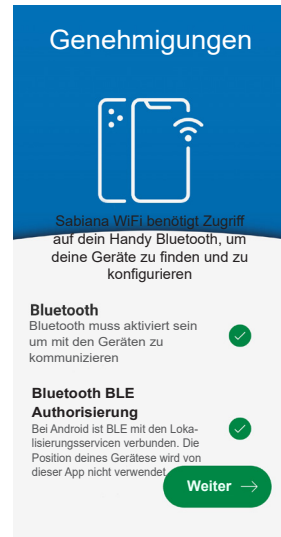 Genehmigungen
Sabiana WiFi benötigt Zugriff
auf dein Handy Bluetooth, um
deine Geräte zu finden und zu
konfigurieren
Bluetooth
Bluetooth muss aktiviert sein
um mit den Geräten zu
kommunizieren
Bluetooth BLE
Authorisierung
Bei Android ist BLE mit den Loka-
lisierungsservicen verbunden. Die
Position deines Gerätese wird von
dieser App nicht verwendet
Weiter